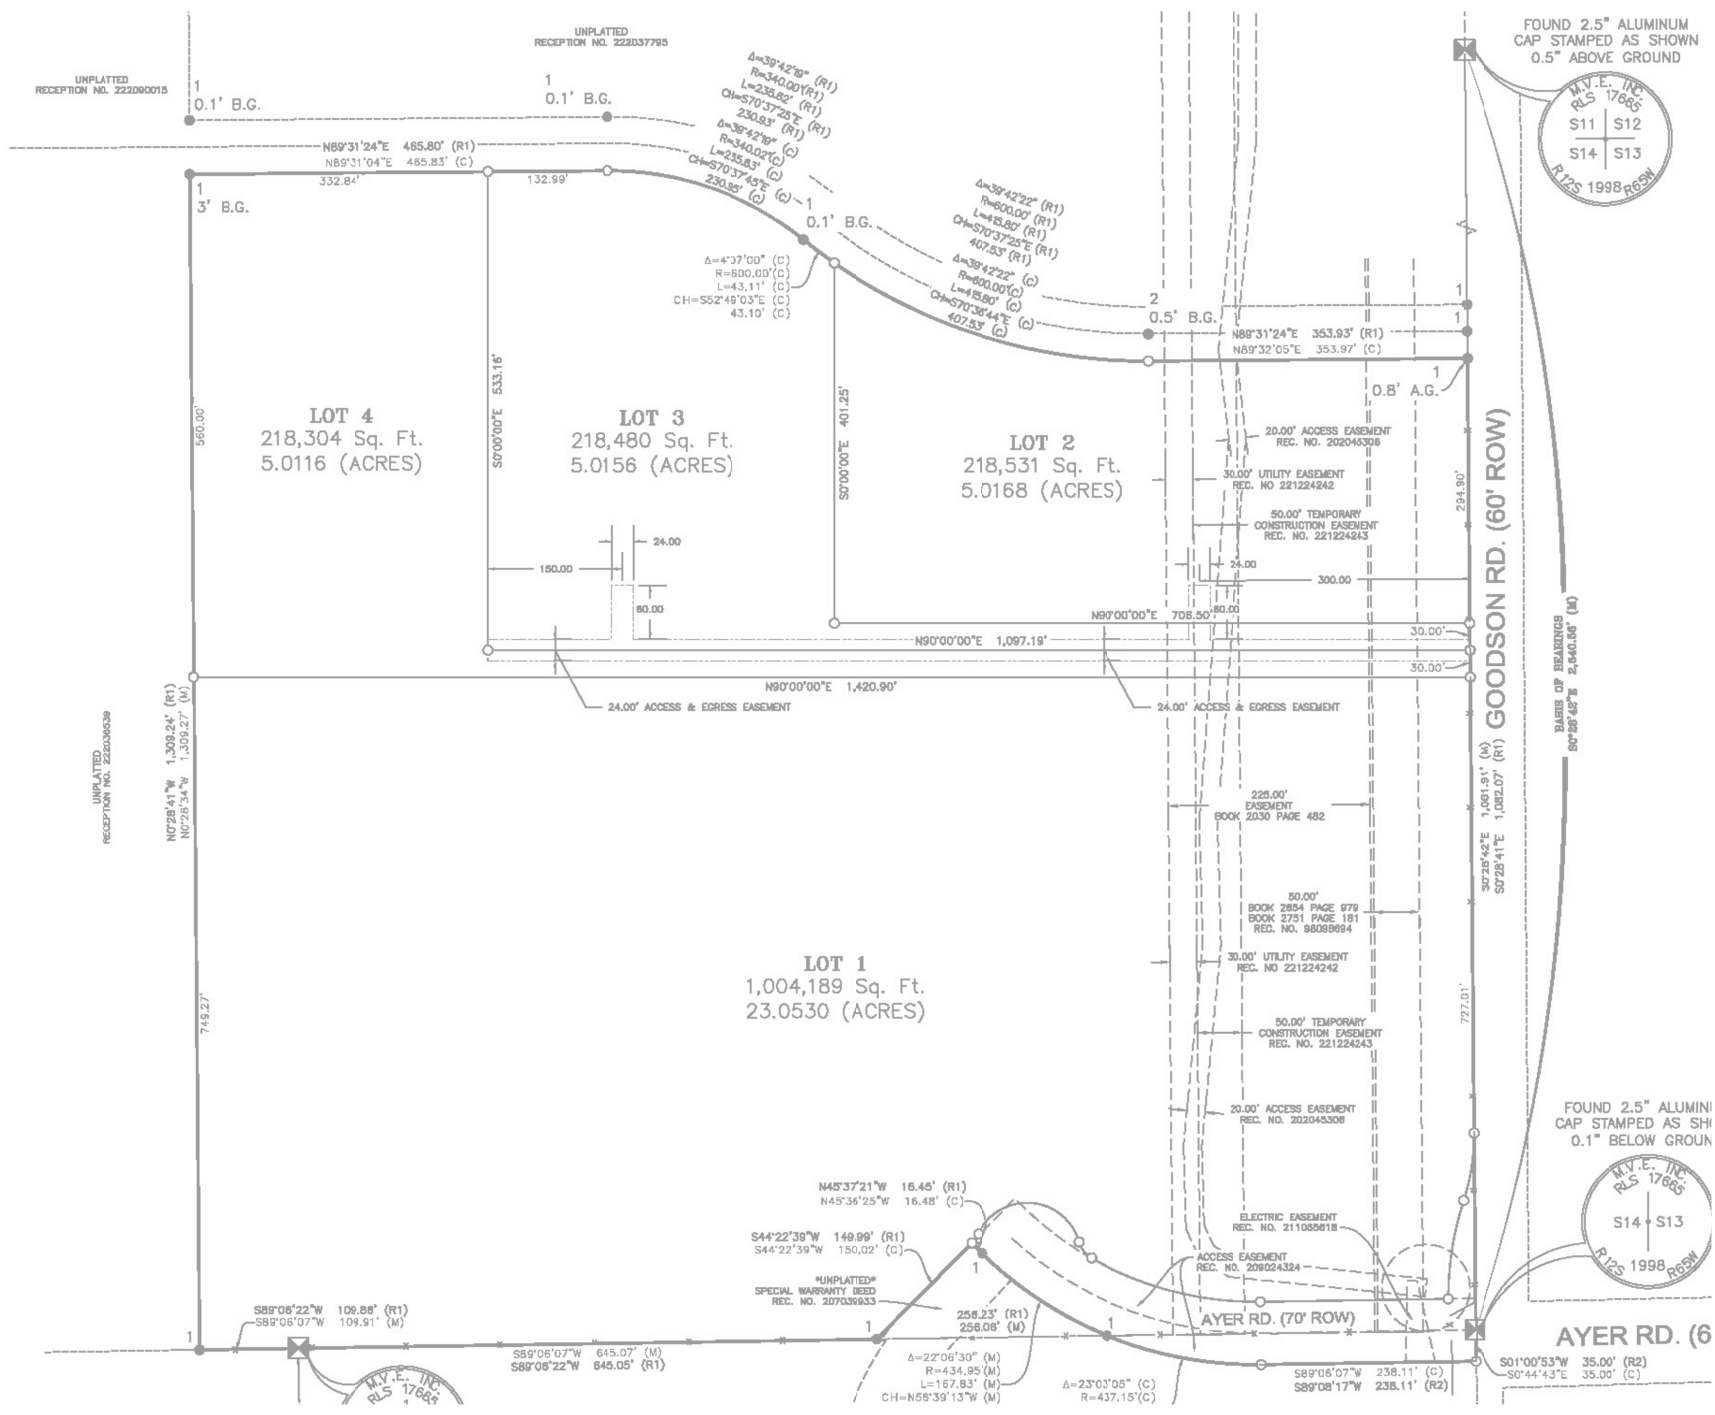 UNPLATTED
RECEPTION NO. 222090015
UNPLATTED
RECEPTION NO. 222037795
1
0.1' B.G.
1
0.1' B.G.
Δ=39°42'19" (R1)
R=340.00'(R1)
L=235.62' (R1)
CH=S70°37'25"E (R1)
230.93' (R1)
Δ=39°42'19" (C)
R=340.02'(C)
L=235.63' (C)
CH=S70°37'45"E (C)
230.95' (C)
FOUND 2.5" ALUMINUM
CAP STAMPED AS SHOWN
0.5" ABOVE GROUND
M.V.E. INC.
RLS 17665
S11 S12
S14 S13
R12S 1998 R65W
N89°31'24"E 465.80' (R1)
N89°31'04"E 465.83' (C)
332.84'
132.99'
1
3' B.G.
1
0.1' B.G.
Δ=39°42'22" (R1)
R=600.00' (R1)
L=415.80' (R1)
CH=S70°37'25"E (R1)
407.53' (R1)
Δ=39°42'22" (C)
R=600.00'(C)
L=415.80' (C)
CH=S70°36'44"E (C)
407.53' (C)
Δ=4°07'00" (C)
R=600.00'(C)
L=43.11' (C)
CH=S52°49'03"E (C)
43.10' (C)
2
0.5' B.G.
1
1
N89°31'24"E 353.93' (R1)
N89°32'05"E 353.97' (C)
1
0.8' A.G.
560.00'
S0°00'00"E 533.16'
S0°00'00"E 401.25'
LOT 4
218,304 Sq. Ft.
5.0116 (ACRES)
LOT 3
218,480 Sq. Ft.
5.0156 (ACRES)
LOT 2
218,531 Sq. Ft.
5.0168 (ACRES)
20.00' ACCESS EASEMENT
REC. NO. 202045306
30.00' UTILITY EASEMENT
REC. NO 221224242
50.00' TEMPORARY
CONSTRUCTION EASEMENT
REC. NO. 221224243
294.90'
GOODSON RD. (60' ROW)
24.00
150.00
60.00
24.00
300.00
60.00
N90°00'00"E 706.50'
N90°00'00"E 1,097.19'
30.00'
30.00'
N90°00'00"E 1,420.90'
24.00' ACCESS & EGRESS EASEMENT
24.00' ACCESS & EGRESS EASEMENT
BASIS OF BEARINGS
S0°28'42"E 2,640.56' (M)
UNPLATTED
RECEPTION NO. 222036539
N0°28'41"W 1,309.24' (R1)
N0°28'34"W 1,309.27' (M)
S0°28'42"E 1,081.91' (M)
S0°28'41"E 1,082.07' (R1)
225.00'
EASEMENT
BOOK 2030 PAGE 482
50.00'
BOOK 2654 PAGE 979
BOOK 2751 PAGE 181
REC. NO. 98098694
LOT 1
1,004,189 Sq. Ft.
23.0530 (ACRES)
30.00' UTILITY EASEMENT
REC. NO 221224242
749.27'
727.01'
50.00' TEMPORARY
CONSTRUCTION EASEMENT
REC. NO. 221224243
20.00' ACCESS EASEMENT
REC. NO. 202045306
FOUND 2.5" ALUMINU
CAP STAMPED AS SHO
0.1" BELOW GROUN
M.V.E. INC.
RLS 17665
S14 S13
R12S 1998 R65W
N45°37'21"W 16.45' (R1)
N45°36'25"W 16.48' (C)
S44°22'39"W 149.99' (R1)
S44°22'39"W 150.02' (C)
1
"UNPLATTED"
SPECIAL WARRANTY DEED
REC. NO. 207039933
ELECTRIC EASEMENT
REC. NO. 211055618
ACCESS EASEMENT
REC. NO. 209024324
AYER RD. (70' ROW)
AYER RD. (6
S89°06'22"W 109.88' (R1)
S89°06'07"W 109.91' (M)
1
S89°06'07"W 645.07' (M)
S89°06'22"W 645.05' (R1)
256.23' (R1)
256.06' (M)
1
Δ=22°06'30" (M)
R=434.95'(M)
L=167.83' (M)
CH=N56°39'13"W (M)
Δ=23°03'05" (C)
R=437.15'(C)
S89°06'07"W 238.11' (C)
S89°08'17"W 238.11' (R2)
S01°00'53"W 35.00' (R2)
S0°44'43"E 35.00' (C)
M.V.E. INC.
RLS 17665